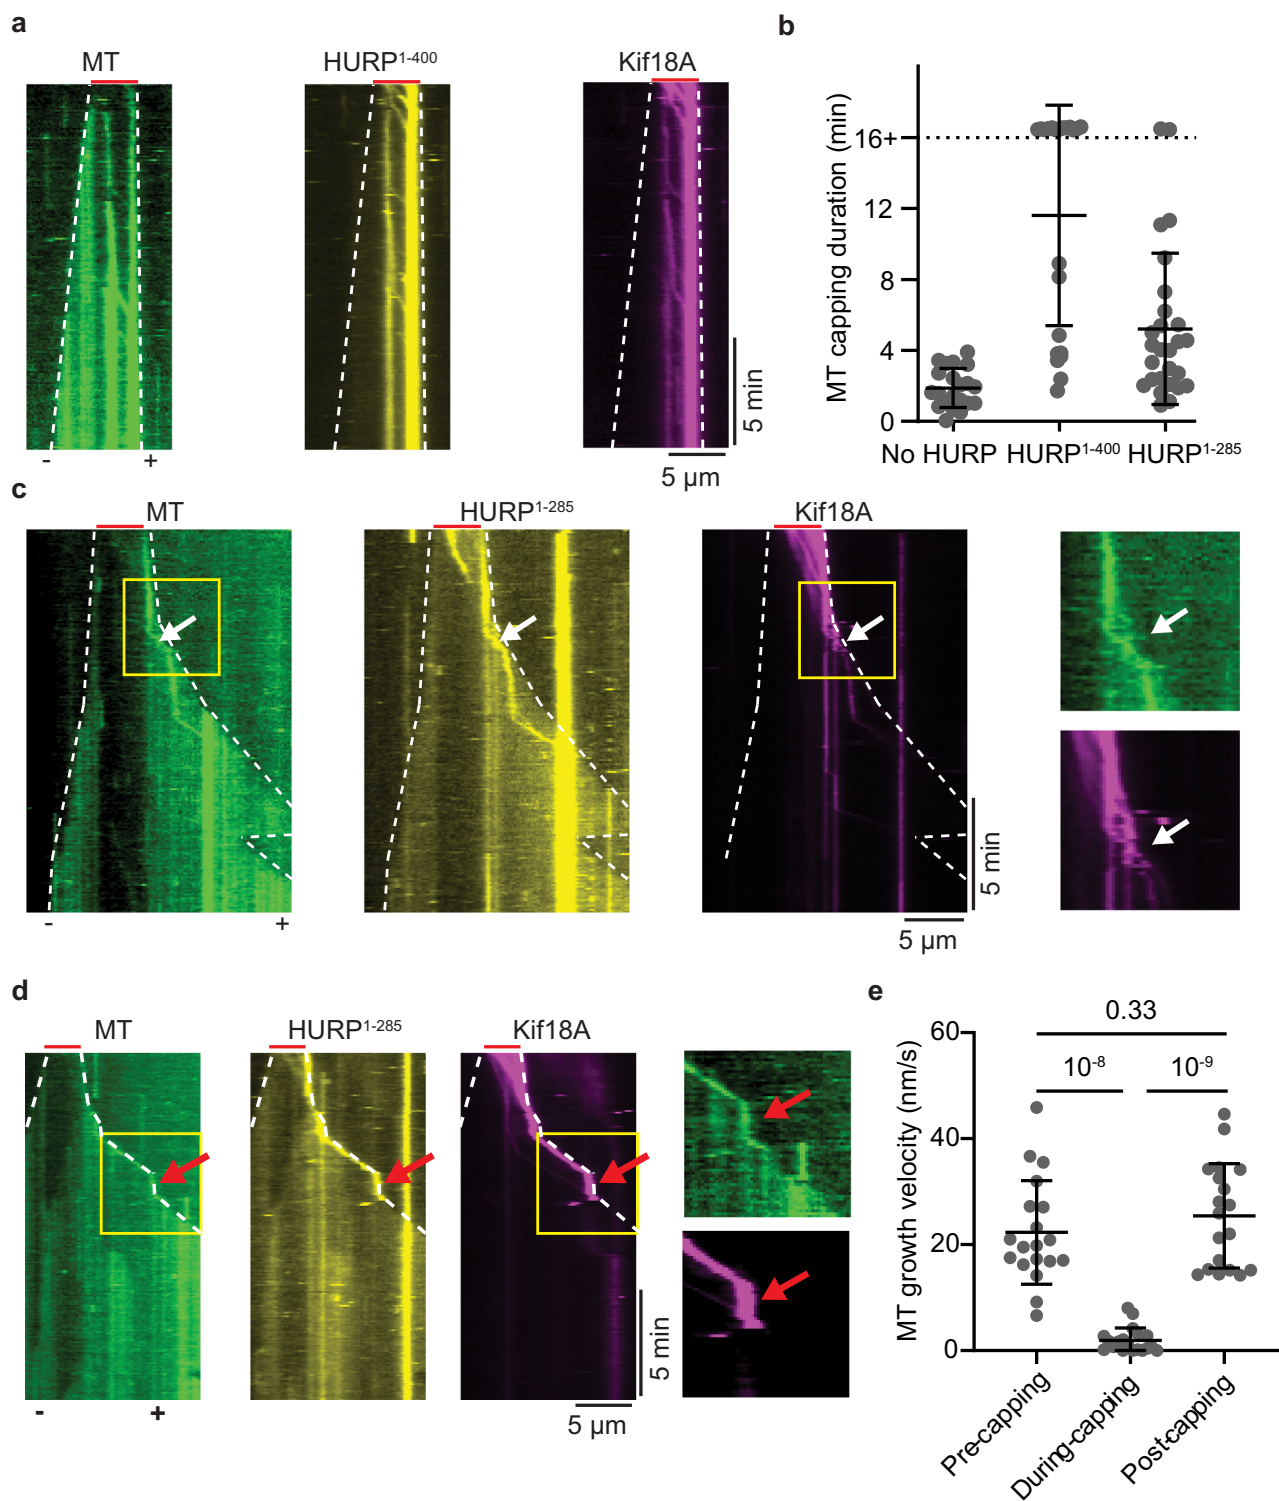 a
MT
HURP1-400
Kif18A
- +
5 min
5 µm
b
MT capping duration (min)
16+
12
8
4
0
No HURP HURP1-400 HURP1-285
c
MT
HURP1-285
Kif18A
- +
5 min
5 µm
d
MT
HURP1-285
Kif18A
- +
5 min
5 µm
e
MT growth velocity (nm/s)
60
40
20
0
0.33
10-8 10-9
Pre-capping
During-capping
Post-capping